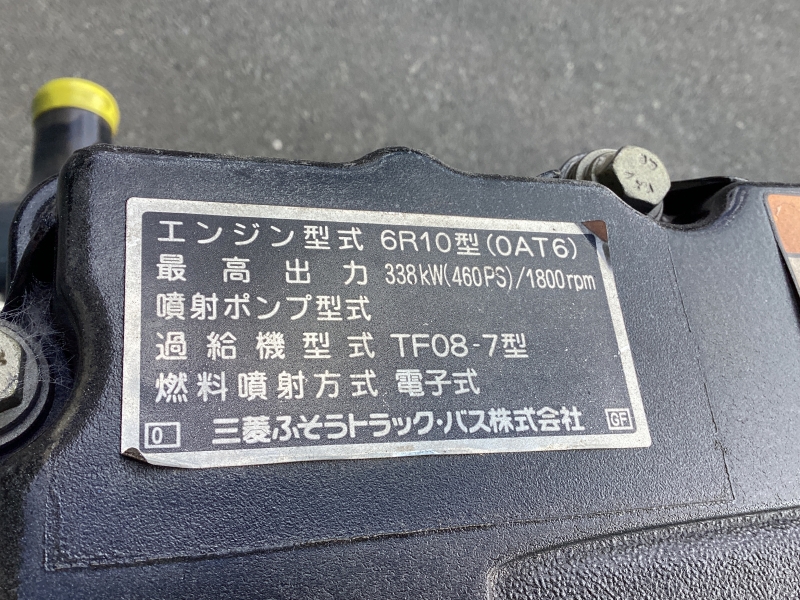 エンジン型式 6R10型(0AT6)
最高出力 338kW(460PS)/1800rpm
噴射ポンプ型式
過給機型式 TF08-7型
燃料噴射方式 電子式
0 三菱ふそうトラック・バス株式会社 GF